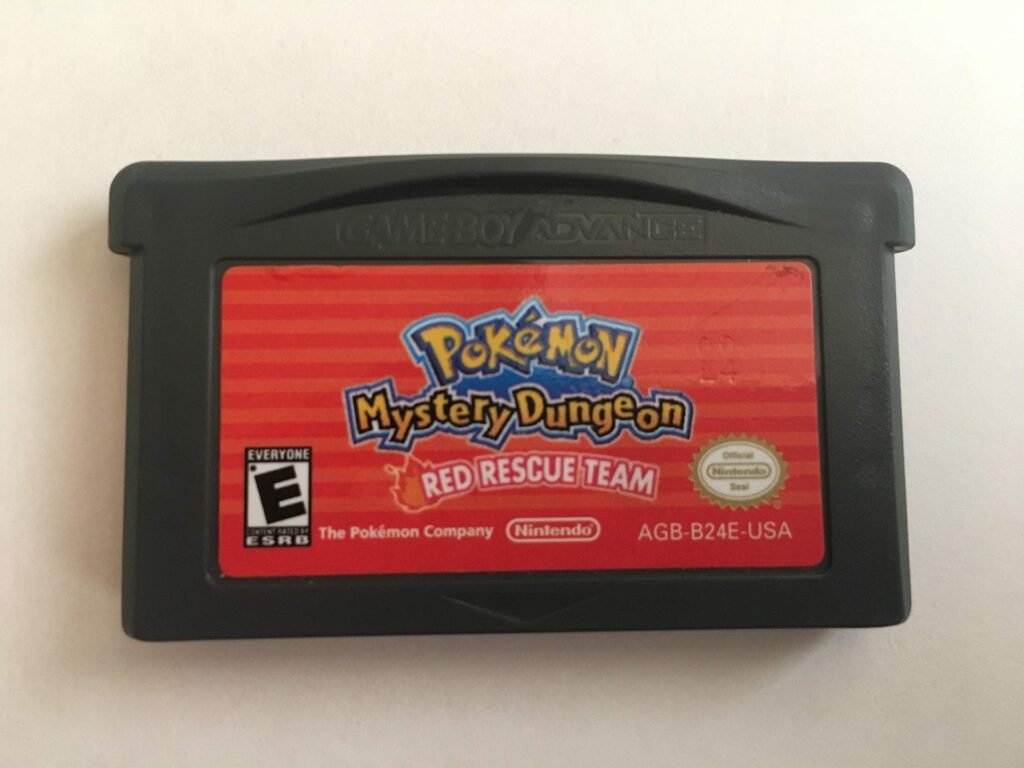 GAME BOY ADVANCE
POKéMON
Mystery Dungeon
RED RESCUE TEAM
EVERYONE
E
CONTENT RATED BY
ESRB
The Pokémon Company
Nintendo®
Official
Nintendo
Seal
AGB-B24E-USA